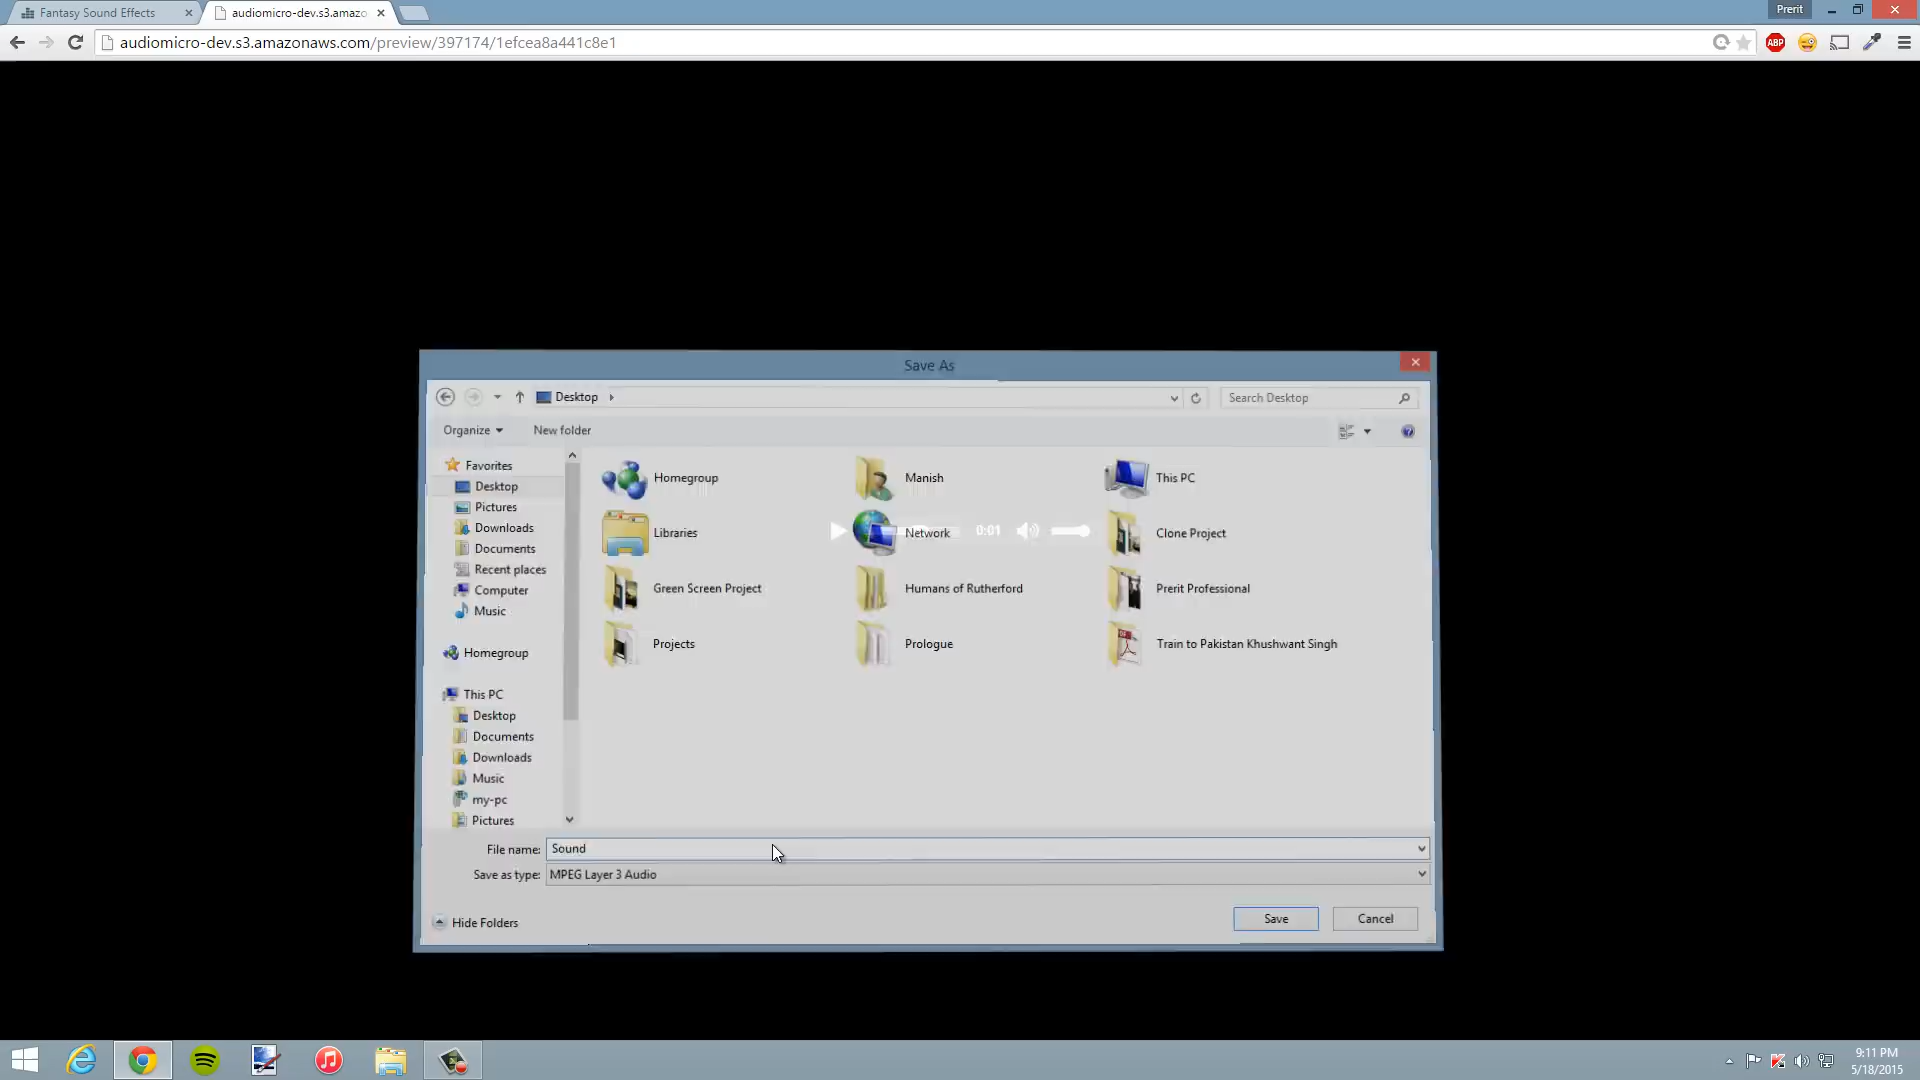 Fantasy Sound Effects
audiomicro-dev.s3.amazo
Prerit
audiomicro-dev.s3.amazonaws.com/preview/397174/1efcea8a441c8e1
ABP
Save As
Desktop
Search Desktop
Organize
New folder
Favorites
Desktop
Pictures
Downloads
Documents
Recent places
Computer
Music
Homegroup
This PC
Desktop
Documents
Downloads
Music
my-pc
Pictures
Homegroup
Manish
This PC
Libraries
Network
0:01
Clone Project
Green Screen Project
Humans of Rutherford
Prerit Professional
Projects
Prologue
Train to Pakistan Khushwant Singh
File name: Sound
Save as type: MPEG Layer 3 Audio
Hide Folders
Save
Cancel
9:11 PM
5/18/2015